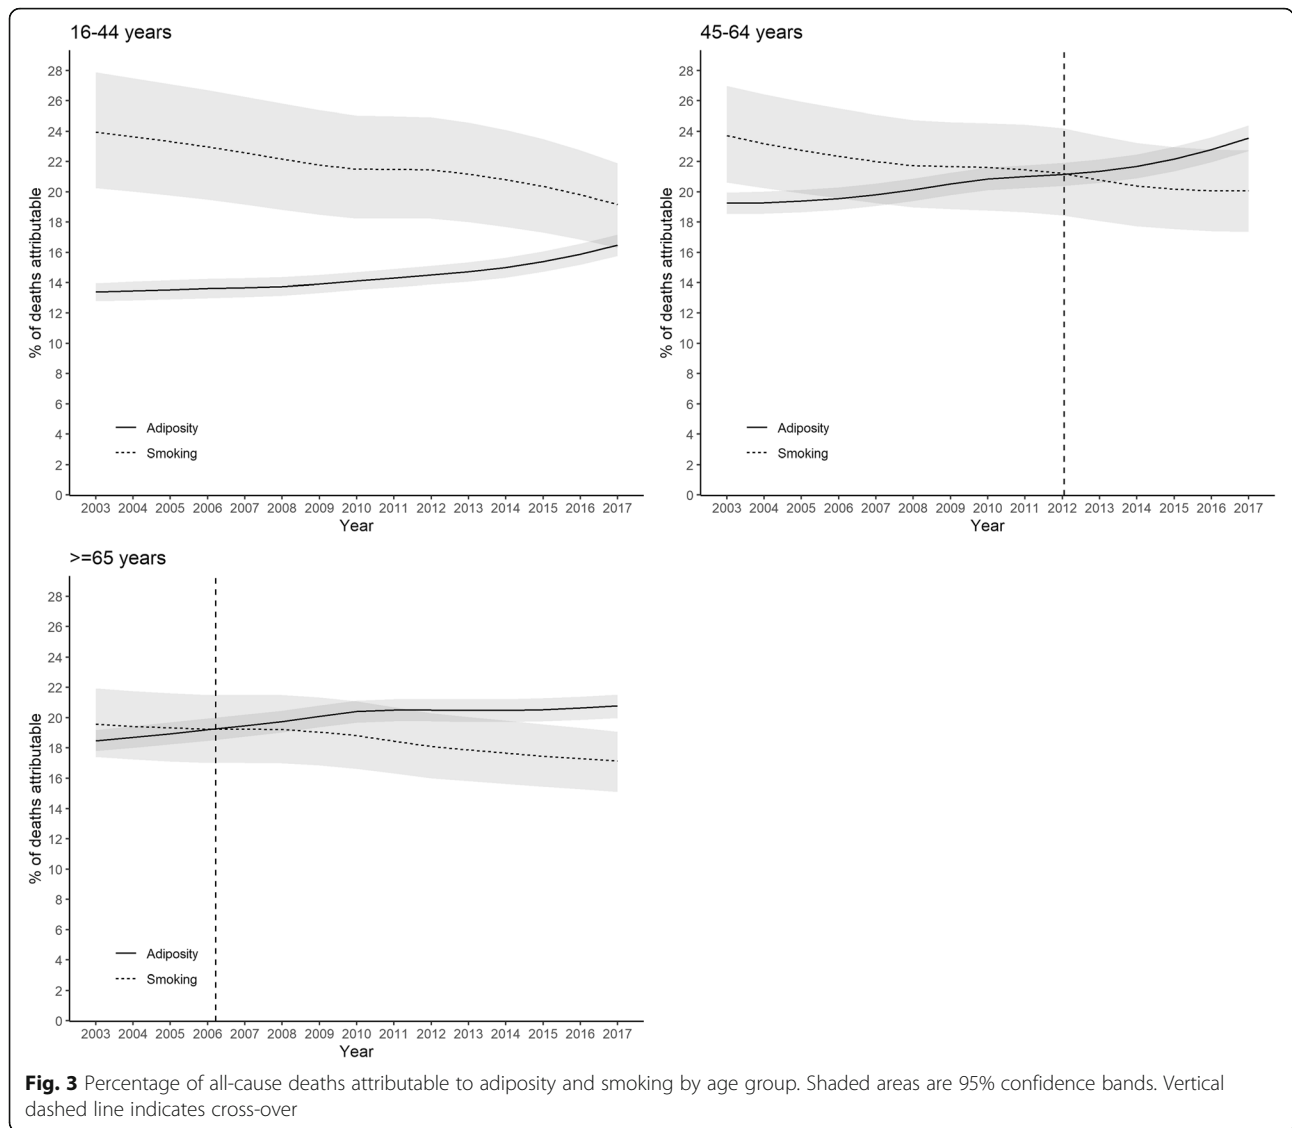 16-44 years
% of deaths attributable
28
26
24
22
20
18
16
14
12
10
8
6
4
2
0
Adiposity
Smoking
2003 2004 2005 2006 2007 2008 2009 2010 2011 2012 2013 2014 2015 2016 2017
Year
45-64 years
% of deaths attributable
28
26
24
22
20
18
16
14
12
10
8
6
4
2
0
Adiposity
Smoking
2003 2004 2005 2006 2007 2008 2009 2010 2011 2012 2013 2014 2015 2016 2017
Year
>=65 years
% of deaths attributable
28
26
24
22
20
18
16
14
12
10
8
6
4
2
0
Adiposity
Smoking
2003 2004 2005 2006 2007 2008 2009 2010 2011 2012 2013 2014 2015 2016 2017
Year
Fig. 3 Percentage of all-cause deaths attributable to adiposity and smoking by age group. Shaded areas are 95% confidence bands. Vertical
dashed line indicates cross-over